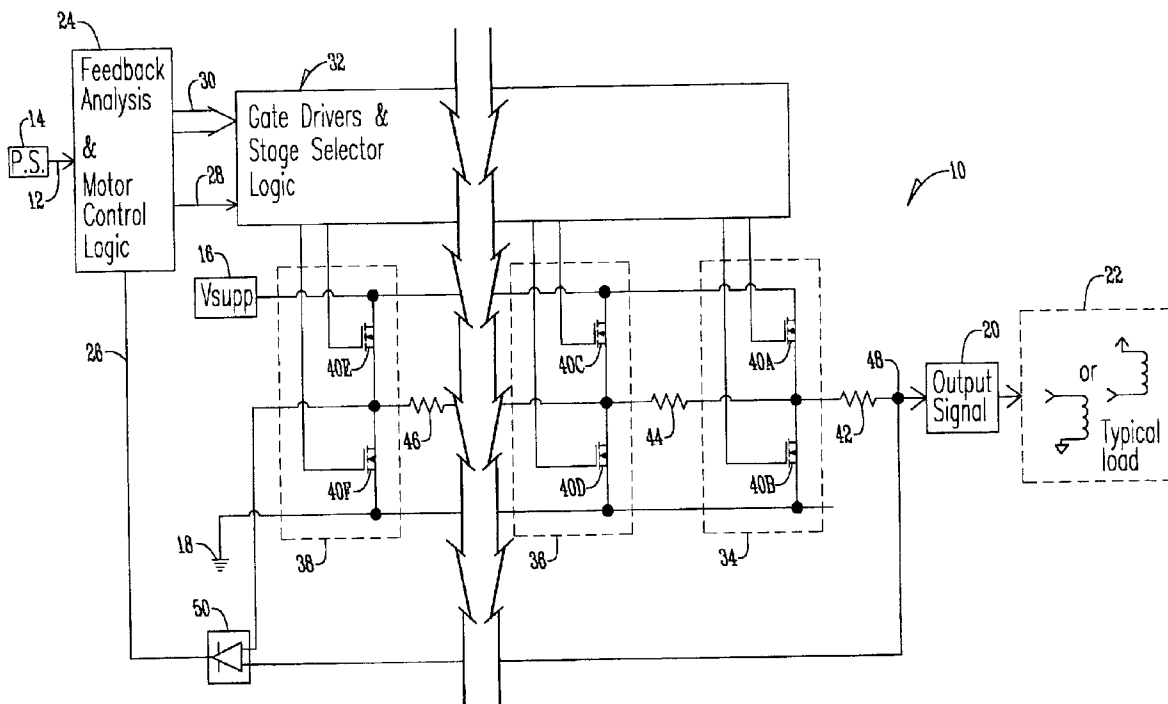 24
Feedback
Analysis
&
Motor
Control
Logic
30
32
Gate Drivers &
Stage Selector
Logic
14
P.S.
12
28
10
16
Vsupp
22
26
40E
40C
40A
48
20
Output
Signal
or
Typical
load
46
44
42
40F
40D
40B
18
38
36
34
50